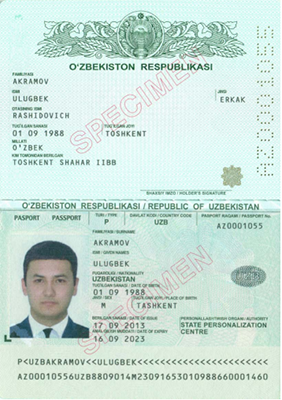 O'ZBEKISTON RESPUBLIKASI
FAMILIYASI
AKRAMOV
ISMI
ULUGBEK
JINSI
ERKAK
OTASINING ISMI
RASHIDOVICH
TUG'ILGAN SANASI
TUG'ILGAN JOYI
01 09 1988
TOSHKENT
MILLATI
O'ZBEK
KIM TOMONIDAN BERILGAN
TOSHKENT SHAHAR IIBB
SPECIMEN
AZ0001055
SHAXSIY IMZO / HOLDER'S SIGNATURE
O'ZBEKISTON RESPUBLIKASI / REPUBLIC OF UZBEKISTAN
PASPORT PASSPORT
TURI / TYPE
DAVLAT KODI / COUNTRY CODE
PASPORT RAQAMI / PASSPORT No
P
UZB
AZ0001055
FAMILIYASI / SURNAME
AKRAMOV
ISMI / GIVEN NAMES
ULUGBEK
FUQAROLIGI / NATIONALITY
UZBEKISTAN
TUG'ILGAN SANASI / DATE OF BIRTH
01 09 1988
JINSI / SEX
TUG'ILGAN JOYI / PLACE OF BIRTH
M
TASHKENT
BERILGAN SANASI / DATE OF ISSUE
17 09 2013
AMAL QILISH MUDDATI / DATE OF EXPIRY
16 09 2023
STATE PERSONALIZATION
CENTRE
SPECIMEN
P<UZBAKRAMOV<<ULUGBEK<<<<<<<<<<<<<<<<<<<<<
AZ00010556UZB8809014M23091653010988660001460